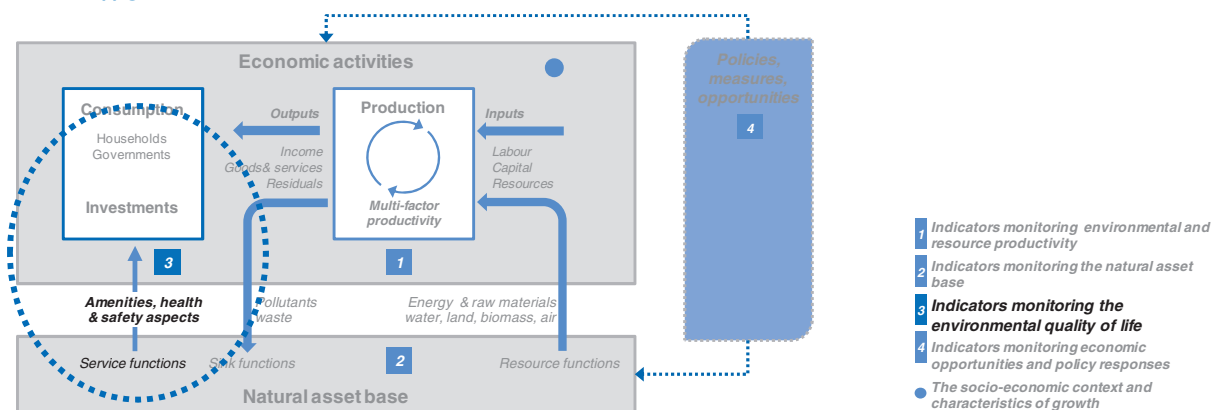 Economic activities
Policies,
measures,
opportunities
4
Consumption
Households
Governments
Investments
3
Outputs
Income
Goods& services
Residuals
Production
Multi-factor
productivity
1
Inputs
Labour
Capital
Resources
Amenities, health
& safety aspects
Pollutants
waste
Energy & raw materials
water, land, biomass, air
Service functions
Sink functions
2
Resource functions
Natural asset base
1 Indicators monitoring environmental and
resource productivity
2 Indicators monitoring the natural asset
base
3 Indicators monitoring the
environmental quality of life
4 Indicators monitoring economic
opportunities and policy responses
The socio-economic context and
characteristics of growth